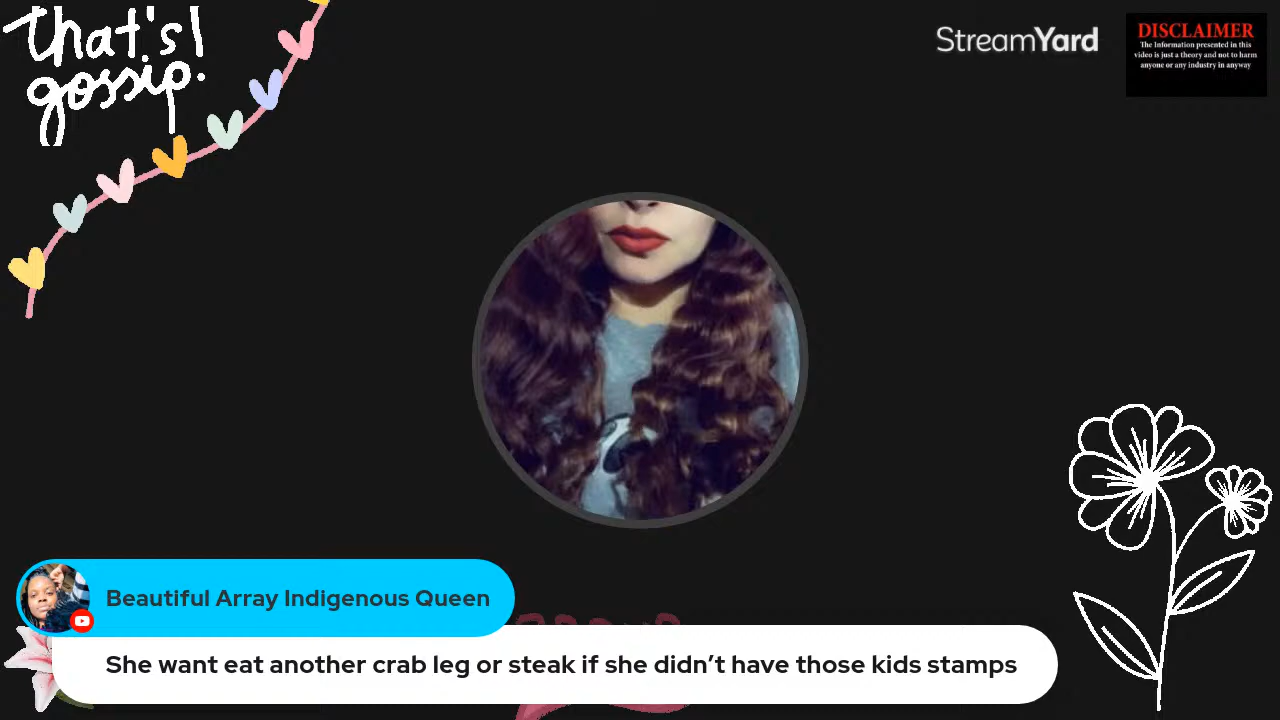 that's!
gossip.
StreamYard
DISCLAIMER
The Information presented in this
video is just a theory and not to harm
anyone or any industry in anyway
Beautiful Array Indigenous Queen
She want eat another crab leg or steak if she didn’t have those kids stamps